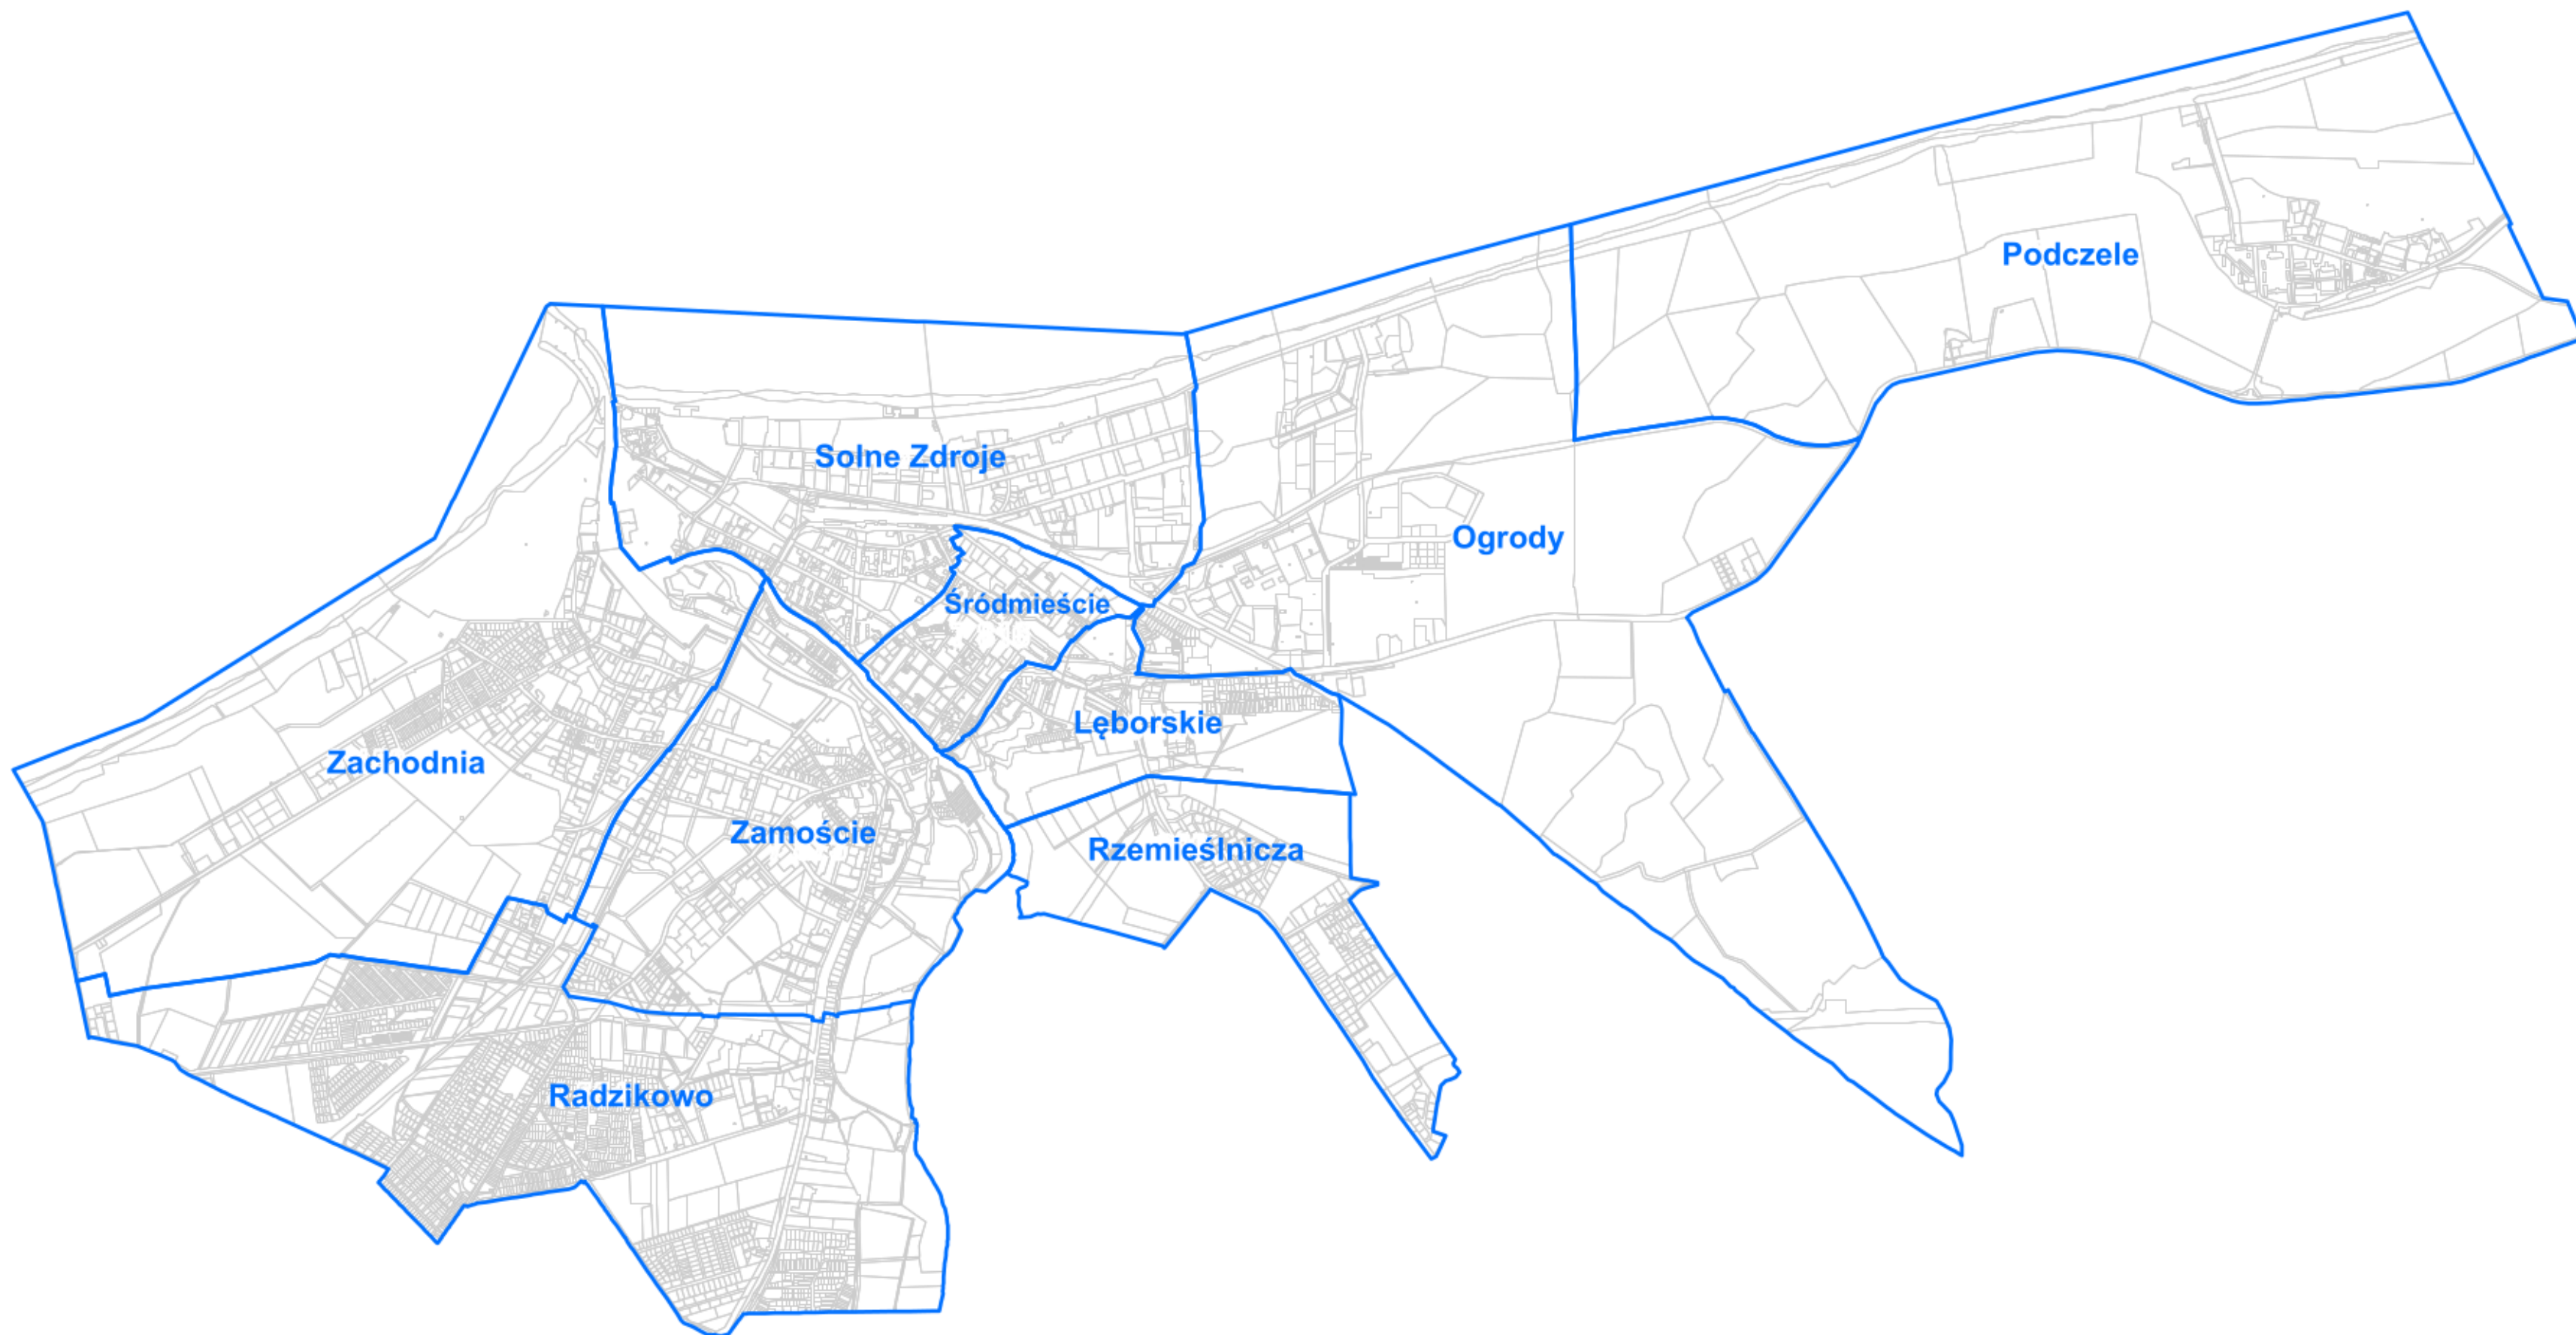 Podczele
Solne Zdroje
Ogrody
Śródmieście
Lęborskie
Zachodnia
Zamoście
Rzemieślnicza
Radzikowo